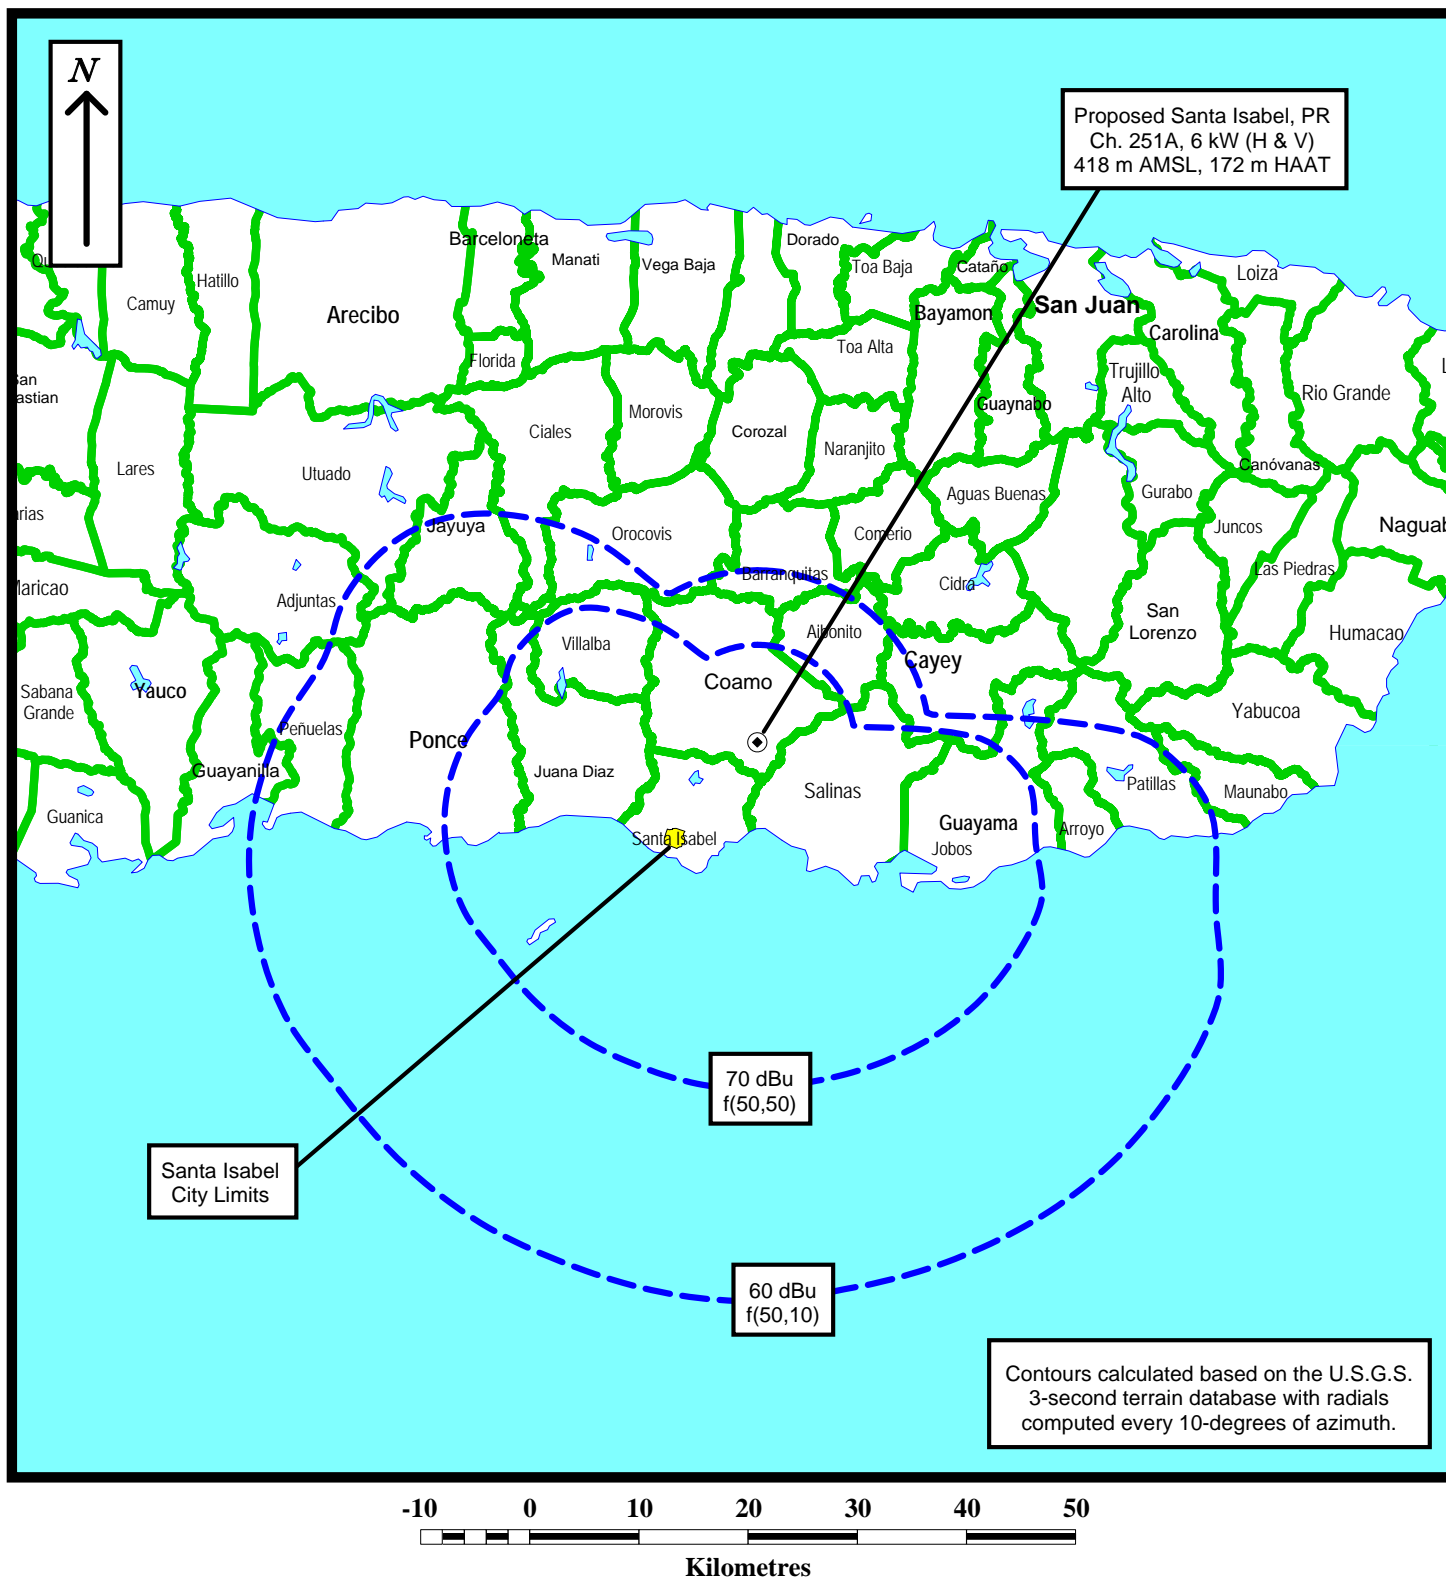 N
Proposed Santa Isabel, PR
Ch. 251A, 6 kW (H & V)
418 m AMSL, 172 m HAAT
Barceloneta
Manati
Vega Baja
Dorado
Toa Baja
Cataño
Loiza
Hatillo
Camuy
Arecibo
Bayamon
San Juan
Carolina
Florida
Toa Alta
Trujillo
Alto
Rio Grande
Guaynabo
Morovis
Ciales
Corozal
Naranjito
Lares
Utuado
Canóvanas
Aguas Buenas
Gurabo
Juncos
Jayuya
Orocovis
Comerio
Barranquitas
Cidra
Las Piedras
Adjuntas
San
Lorenzo
Humacao
Villalba
Aibonito
Cayey
Coamo
Sabana
Grande
Yauco
Yabucoa
Peñuelas
Ponce
Guayanilla
Juana Diaz
Salinas
Patillas
Maunabo
Guanica
Santa Isabel
Guayama
Jobos
Arroyo
70 dBu
f(50,50)
Santa Isabel
City Limits
60 dBu
f(50,10)
Contours calculated based on the U.S.G.S.
3-second terrain database with radials
computed every 10-degrees of azimuth.
-10 0 10 20 30 40 50
Kilometres